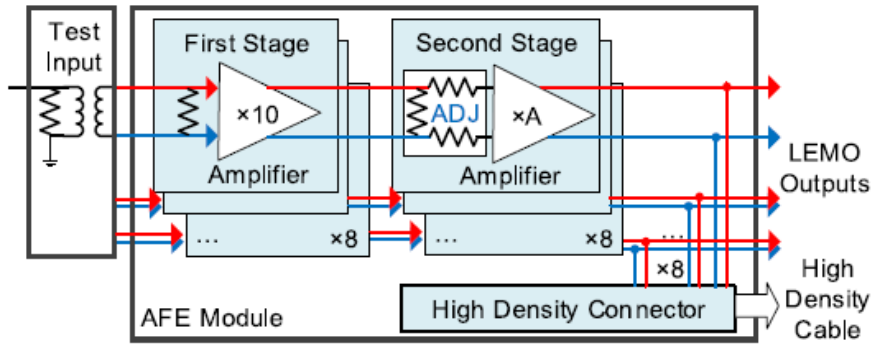 Test
Input
First Stage
×10
Amplifier
...
×8
Second Stage
ADJ
×A
Amplifier
...
×8
LEMO
Outputs
...
×8
High Density Connector
High
Density
Cable
AFE Module